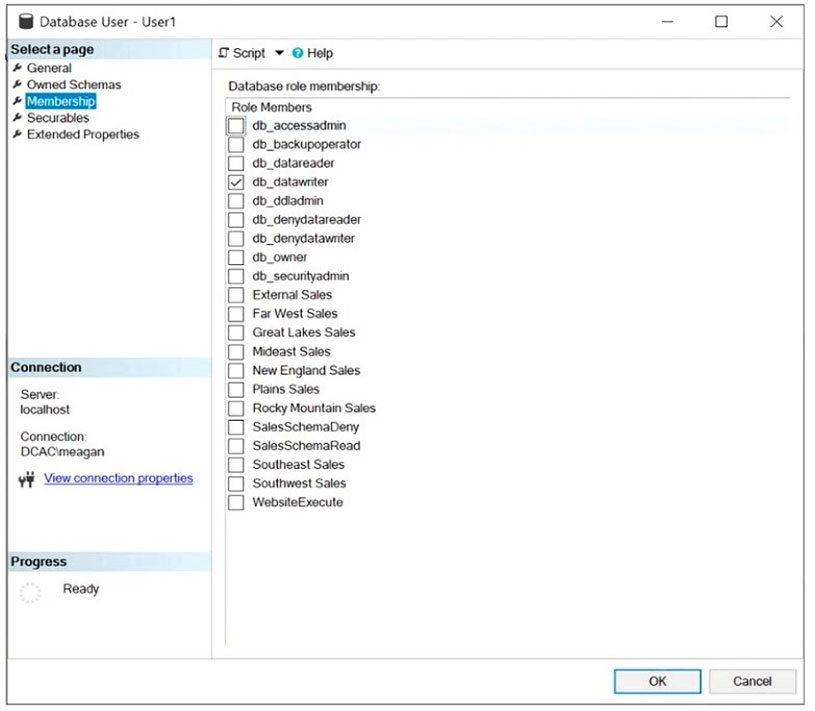 Database User - User1
Select a page
General
Owned Schemas
Membership
Securables
Extended Properties
Script
Help
Database role membership:
Role Members
db_accessadmin
db_backupoperator
db_datareader
db_datawriter
db_ddladmin
db_denydatareader
db_denydatawriter
db_owner
db_securityadmin
External Sales
Far West Sales
Great Lakes Sales
Mideast Sales
New England Sales
Plains Sales
Rocky Mountain Sales
SalesSchemaDeny
SalesSchemaRead
Southeast Sales
Southwest Sales
WebsiteExecute
Connection
Server:
localhost
Connection:
DCAC\meagan
View connection properties
Progress
Ready
OK
Cancel